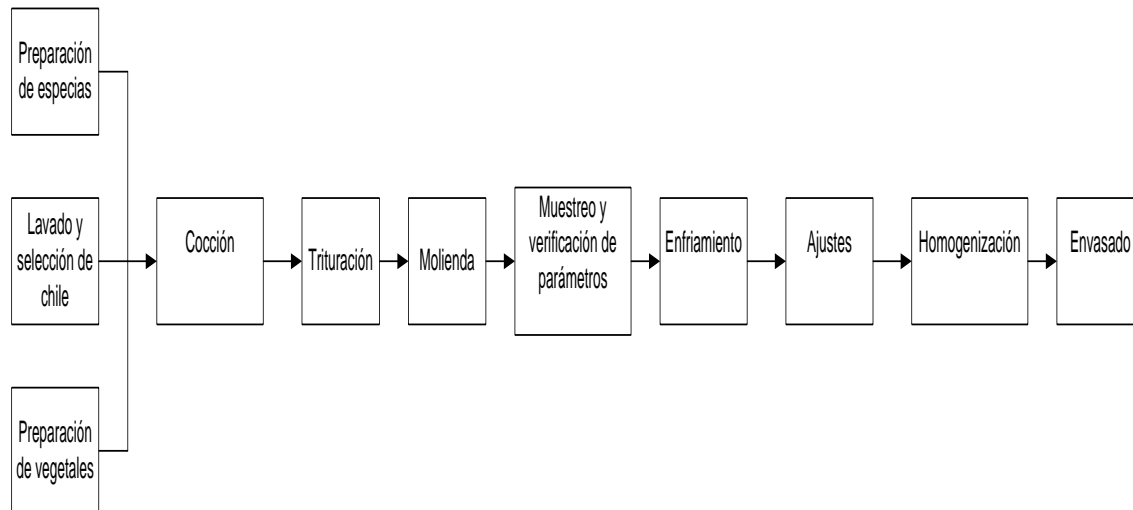 Preparación
de especias
Lavado y
selección de
chile
Preparación
de vegetales
Cocción
Trituración
Molienda
Muestreo y
verificación de
parámetros
Enfriamiento
Ajustes
Homogenización
Envasado